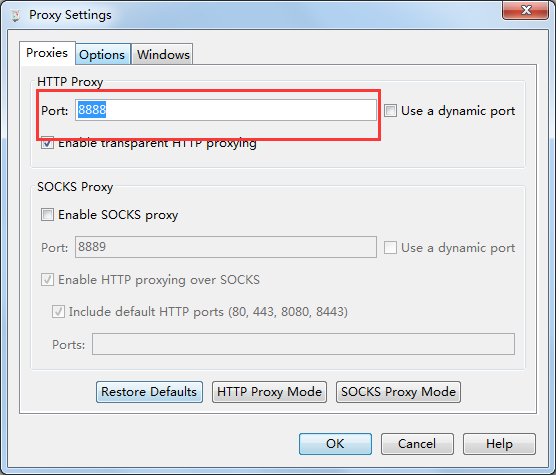 Proxy Settings
Proxies Options Windows
HTTP Proxy
Port: 8888 Use a dynamic port
Enable transparent HTTP proxying
SOCKS Proxy
Enable SOCKS proxy
Port: 8889 Use a dynamic port
Enable HTTP proxying over SOCKS
Include default HTTP ports (80, 443, 8080, 8443)
Ports:
Restore Defaults HTTP Proxy Mode SOCKS Proxy Mode
OK Cancel Help